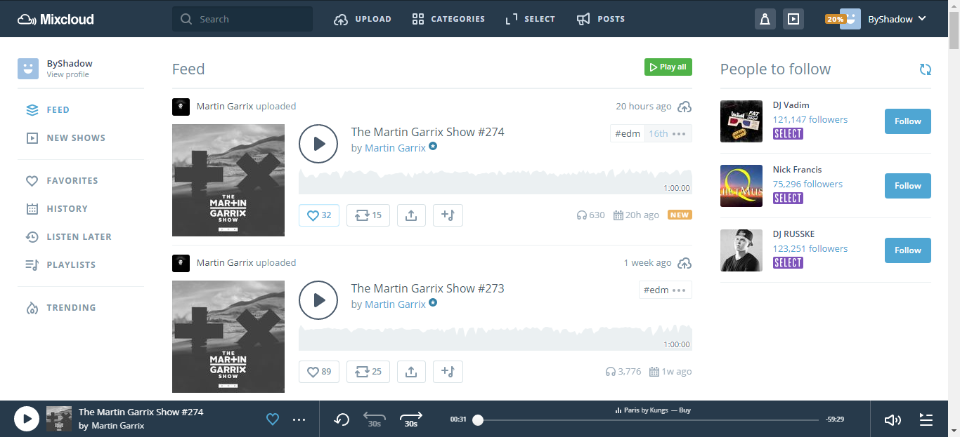 Mixcloud
Search
UPLOAD
CATEGORIES
SELECT
POSTS
20%
ByShadow
ByShadow
View profile
FEED
NEW SHOWS
FAVORITES
HISTORY
LISTEN LATER
PLAYLISTS
TRENDING
Feed
Play all
Martin Garrix uploaded
20 hours ago
The Martin Garrix Show #274
by Martin Garrix
#edm 16th
1:00:00
THE
MARTIN
GARRIX
SHOW
32
15
630
20h ago
NEW
Martin Garrix uploaded
1 week ago
The Martin Garrix Show #273
by Martin Garrix
#edm
1:00:00
THE
MARTIN
GARRIX
SHOW
89
25
3,776
1w ago
People to follow
DJ Vadim
121,147 followers
SELECT
Follow
Nick Francis
75,296 followers
SELECT
Follow
DJ RUSSKE
123,251 followers
SELECT
Follow
The Martin Garrix Show #274
by Martin Garrix
30s
30s
00:31
Paris by Kungs — Buy
-59:29